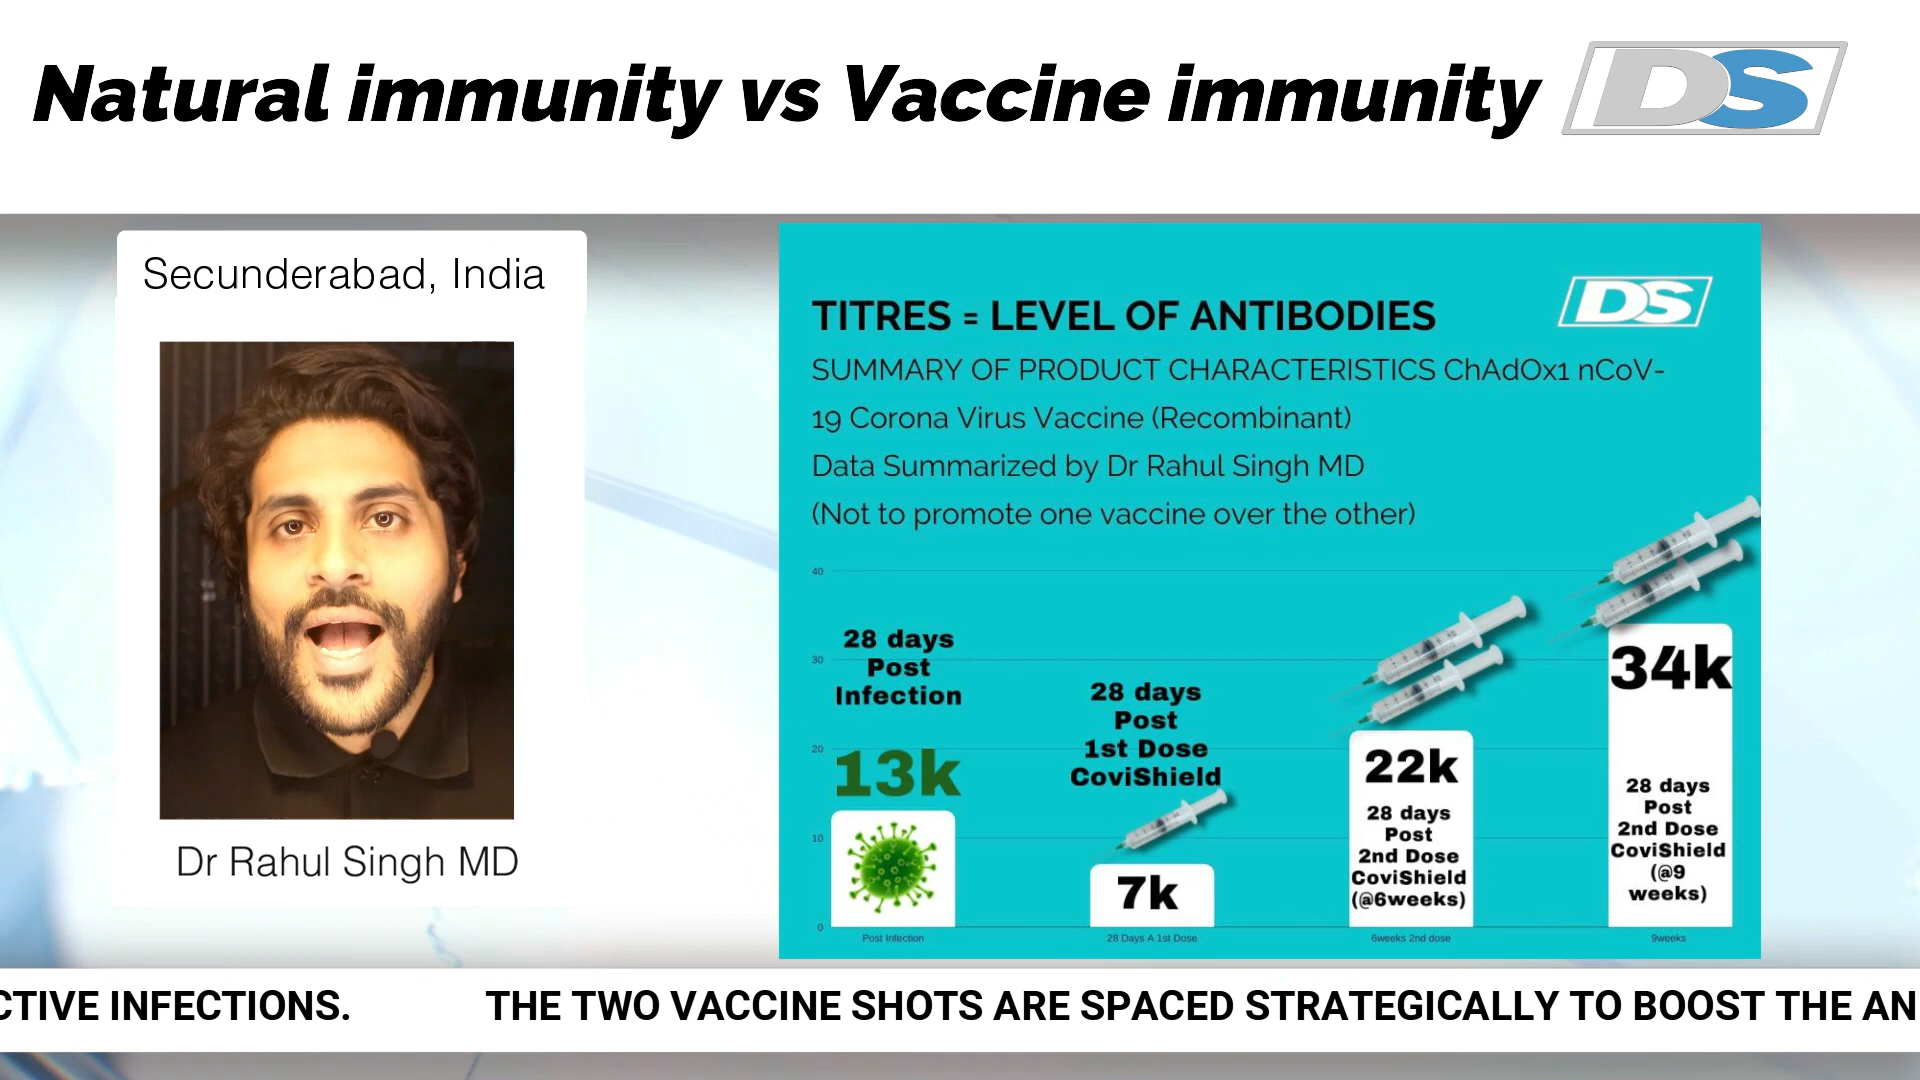 Natural immunity vs Vaccine immunity
DS
Secunderabad, India
Dr Rahul Singh MD
DS
TITRES = LEVEL OF ANTIBODIES
SUMMARY OF PRODUCT CHARACTERISTICS ChAdOx1 nCoV-
19 Corona Virus Vaccine (Recombinant)
Data Summarized by Dr Rahul Singh MD
(Not to promote one vaccine over the other)
40
30
20
10
0
28 days
Post
Infection
13k
Post Infection
28 days
Post
1st Dose
CoviShield
7k
28 Days A 1st Dose
22k
28 days
Post
2nd Dose
CoviShield
(@6weeks)
6weeks 2nd dose
34k
28 days
Post
2nd Dose
CoviShield
(@9
weeks)
9weeks
CTIVE INFECTIONS. THE TWO VACCINE SHOTS ARE SPACED STRATEGICALLY TO BOOST THE AN